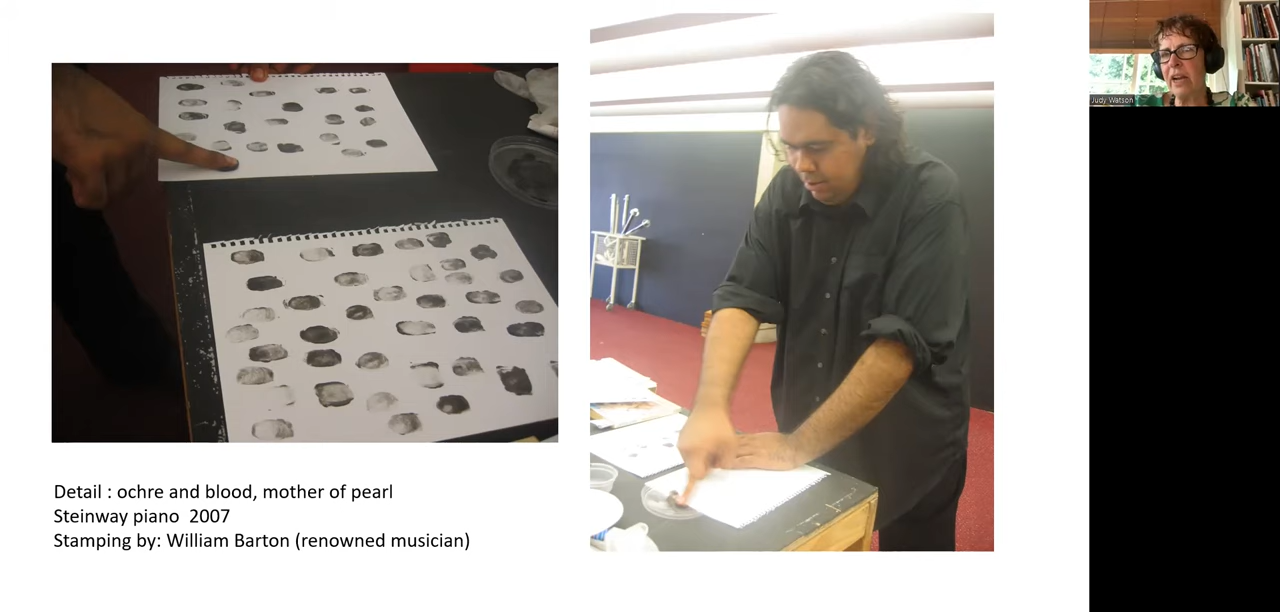 Judy Watson
Detail : ochre and blood, mother of pearl
Steinway piano  2007
Stamping by: William Barton (renowned musician)